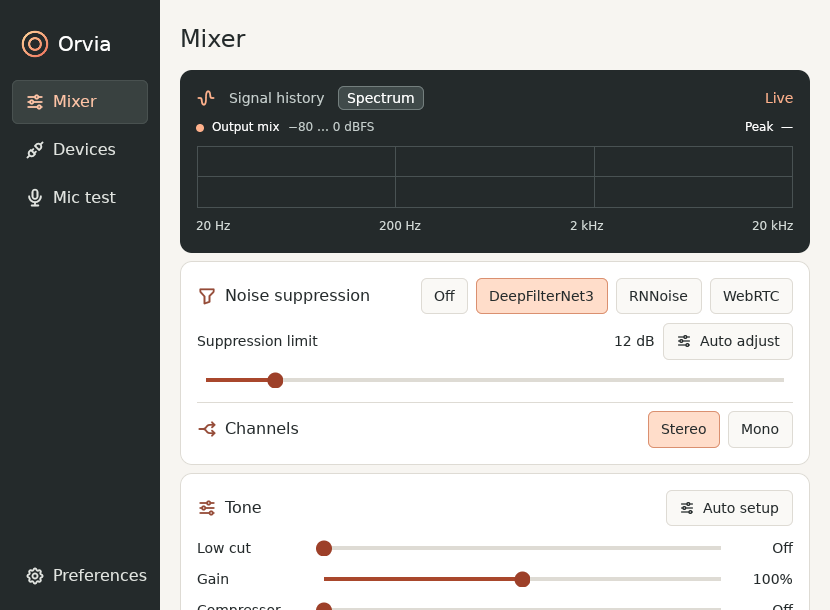 Orvia
Mixer
Devices
Mic test
Preferences
Mixer
Signal history Spectrum Live
Output mix −80 … 0 dBFS Peak —
20 Hz 200 Hz 2 kHz 20 kHz
Noise suppression Off DeepFilterNet3 RNNoise WebRTC
Suppression limit 12 dB Auto adjust
Channels Stereo Mono
Tone Auto setup
Low cut Off
Gain 100%
Compressor Off